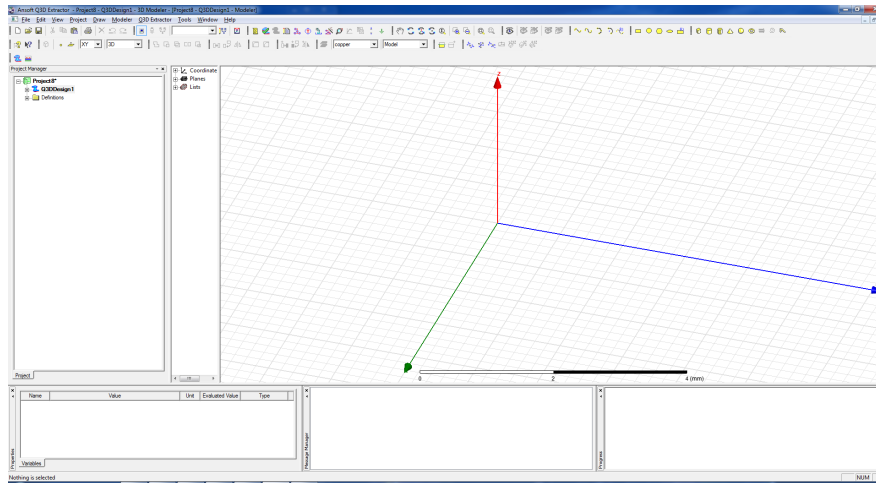 Ansoft Q3D Extractor - Project8 - Q3DDesign1 - 3D Modeler - [Project8 - Q3DDesign1 - Modeler]
File Edit View Project Draw Modeler Q3D Extractor Tools Window Help
XY 3D copper Model
Project Manager
Project8*
Q3DDesign1
Definitions
Coordinate
Planes
Lists
z
0 2 4 (mm)
Project
Name Value Unit Evaluated Value Type
Variables
Properties
Message Manager
Progress
Nothing is selected
NUM